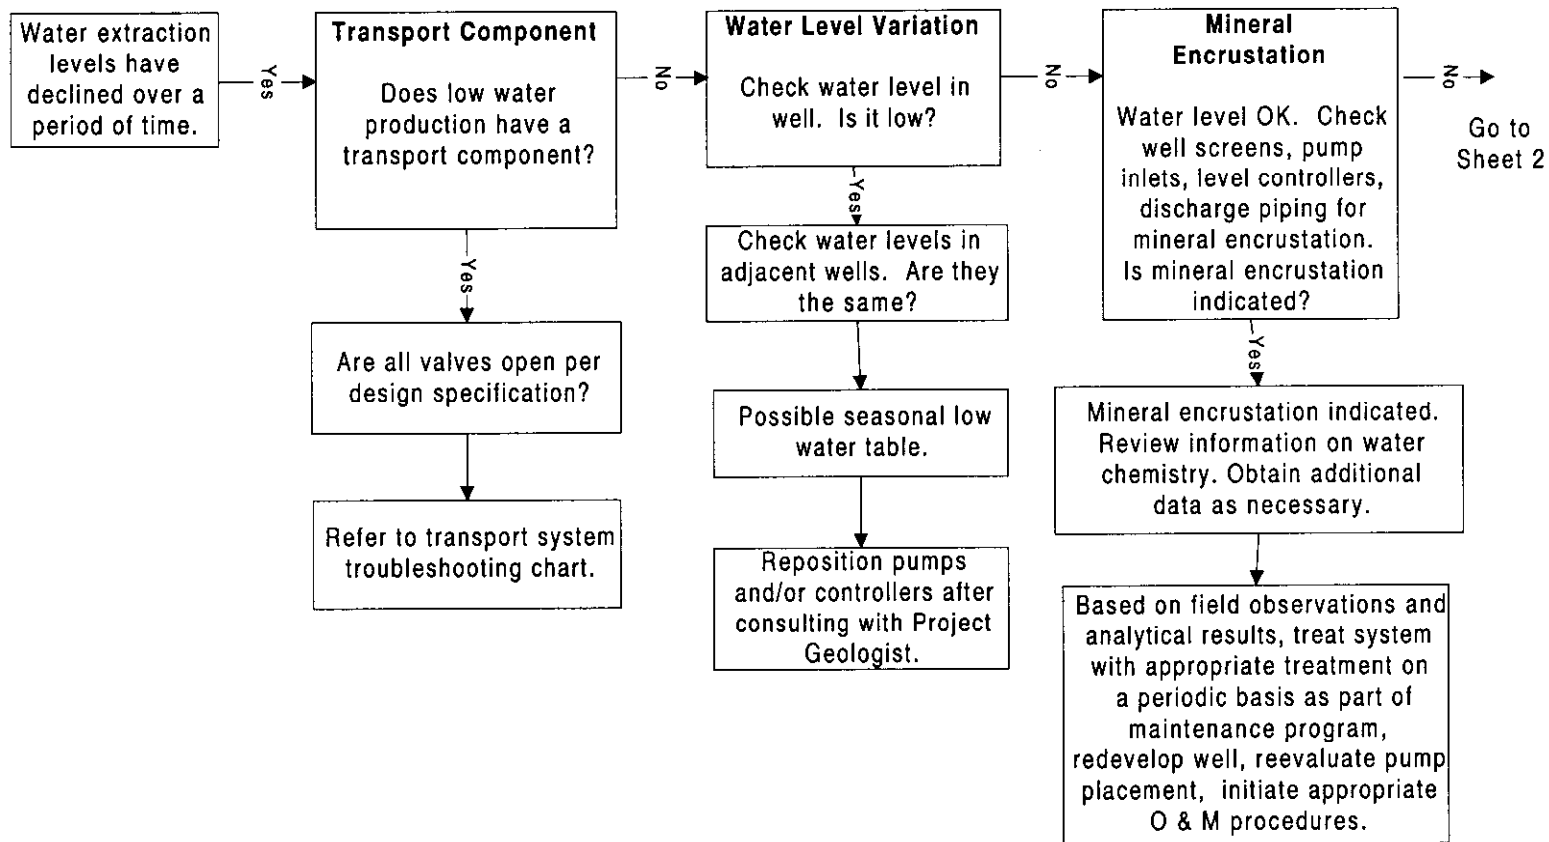 Water extraction
levels have
declined over a
period of time.
Yes
Transport Component
Does low water
production have a
transport component?
No
Water Level Variation
Check water level in
well. Is it low?
No
Mineral
Encrustation
Water level OK. Check
well screens, pump
inlets, level controllers,
discharge piping for
mineral encrustation.
Is mineral encrustation
indicated?
No
Go to
Sheet 2
Yes
Are all valves open per
design specification?
Refer to transport system
troubleshooting chart.
Yes
Check water levels in
adjacent wells. Are they
the same?
Possible seasonal low
water table.
Reposition pumps
and/or controllers after
consulting with Project
Geologist.
Yes
Mineral encrustation indicated.
Review information on water
chemistry. Obtain additional
data as necessary.
Based on field observations and
analytical results, treat system
with appropriate treatment on
a periodic basis as part of
maintenance program,
redevelop well, reevaluate pump
placement, initiate appropriate
O & M procedures.